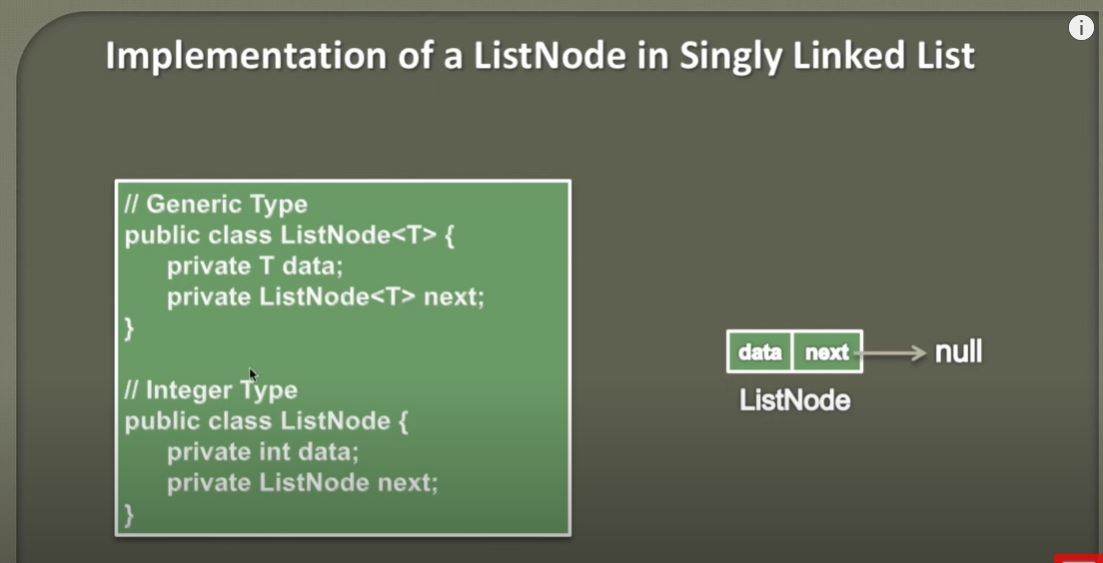 Implementation of a ListNode in Singly Linked List
// Generic Type
public class ListNode<T> {
private T data;
private ListNode<T> next;
}
// Integer Type
public class ListNode {
private int data;
private ListNode next;
}
data next null
ListNode
i